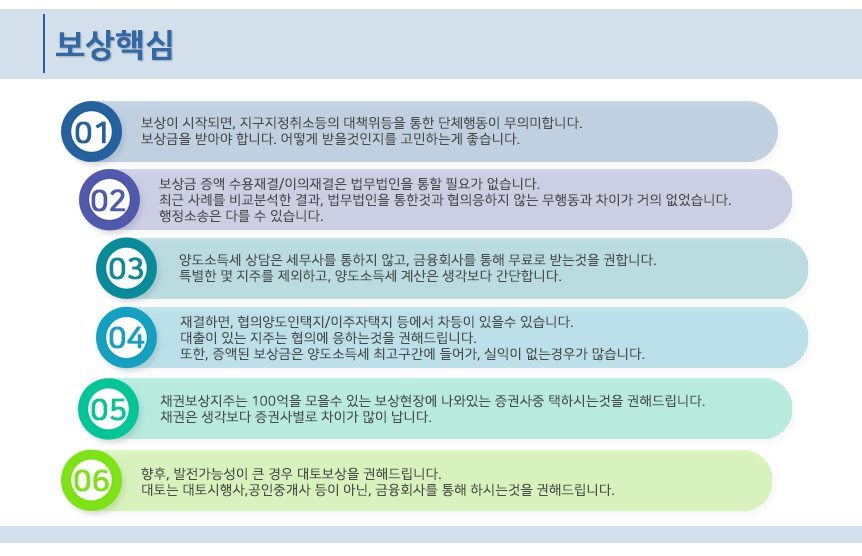 보상핵심
01
보상이 시작되면, 지구지정취소등의 대책위등을 통한 단체행동이 무의미합니다.
보상금을 받아야 합니다. 어떻게 받을것인지를 고민하는게 좋습니다.
02
보상금 증액 수용재결/이의재결은 법무법인을 통할 필요가 없습니다.
최근 사례를 비교분석한 결과, 법무법인을 통한것과 협의응하지 않는 무행동과 차이가 거의 없었습니다.
행정소송은 다를 수 있습니다.
03
양도소득세 상담은 세무사를 통하지 않고, 금융회사를 통해 무료로 받는것을 권합니다.
특별한 몇 지주를 제외하고, 양도소득세 계산은 생각보다 간단합니다.
04
재결하면, 협의양도인택지/이주자택지 등에서 차등이 있을수 있습니다.
대출이 있는 지주는 협의에 응하는것을 권해드립니다.
또한, 증액된 보상금은 양도소득세 최고구간에 들어가, 실익이 없는경우가 많습니다.
05
채권보상지주는 100억을 모을수 있는 보상현장에 나와있는 증권사중 택하시는것을 권해드립니다.
채권은 생각보다 증권사별로 차이가 많이 납니다.
06
향후, 발전가능성이 큰 경우 대토보상을 권해드립니다.
대토는 대토시행사,공인중개사 등이 아닌, 금융회사를 통해 하시는것을 권해드립니다.